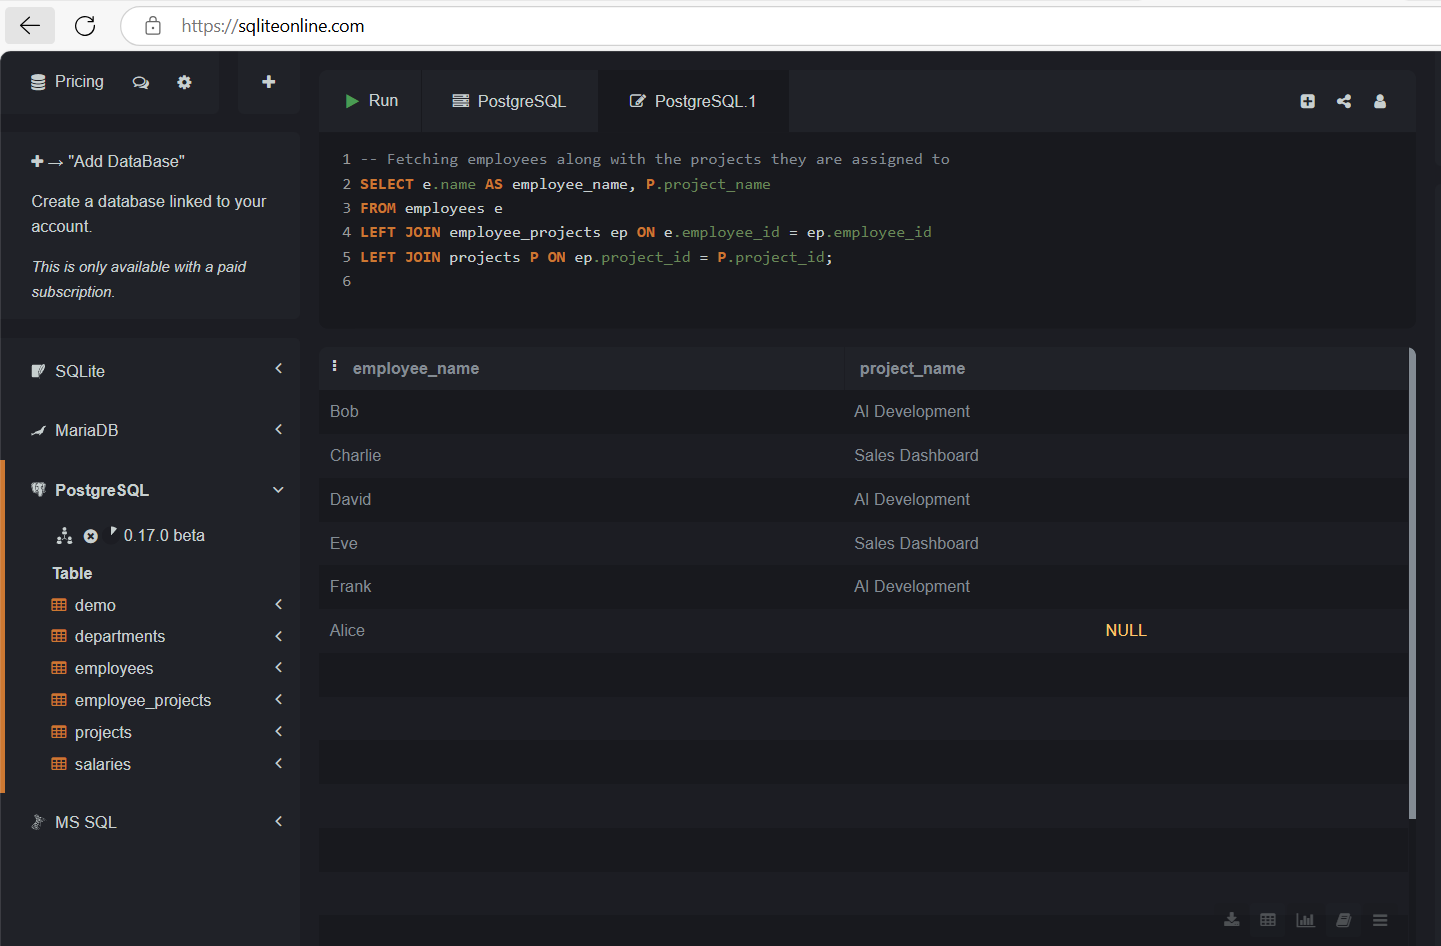 https://sqliteonline.com
Pricing
"Add DataBase"
Create a database linked to your
account.
This is only available with a paid
subscription.
SQLite
MariaDB
PostgreSQL
0.17.0 beta
Table
demo
departments
employees
employee_projects
projects
salaries
MS SQL
Run PostgreSQL PostgreSQL.1
1 -- Fetching employees along with the projects they are assigned to
2 SELECT e.name AS employee_name, P.project_name
3 FROM employees e
4 LEFT JOIN employee_projects ep ON e.employee_id = ep.employee_id
5 LEFT JOIN projects P ON ep.project_id = P.project_id;
6
employee_name project_name
Bob AI Development
Charlie Sales Dashboard
David AI Development
Eve Sales Dashboard
Frank AI Development
Alice NULL